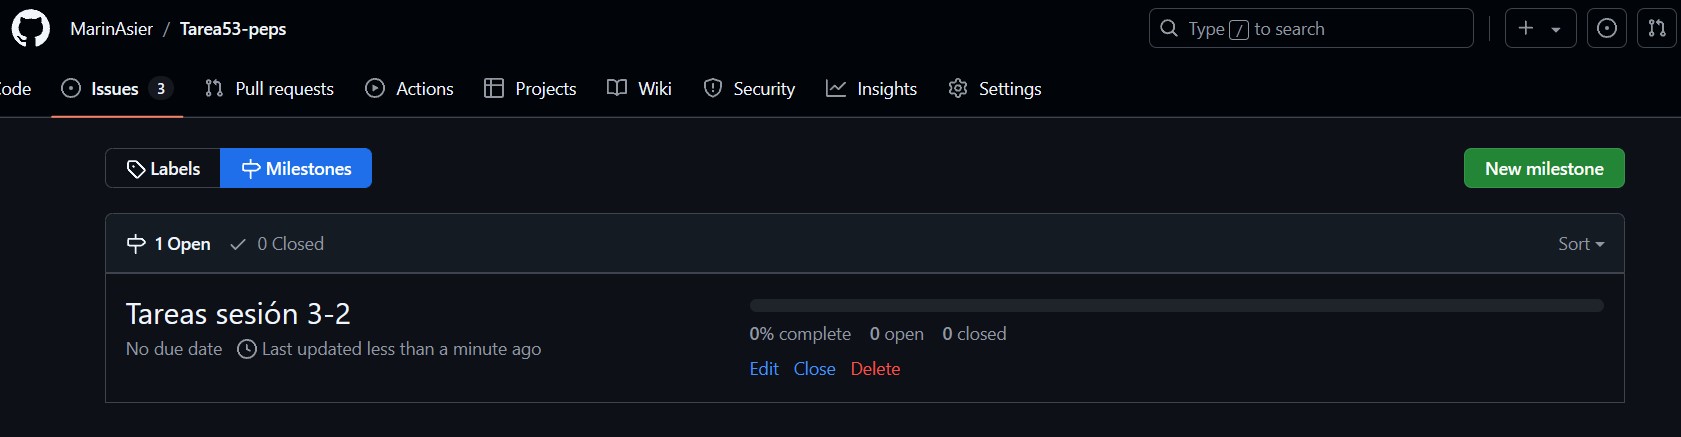 MarinAsier / Tarea53-peps
Type / to search
ode
Issues 3
Pull requests
Actions
Projects
Wiki
Security
Insights
Settings
Labels
Milestones
New milestone
1 Open
0 Closed
Sort
Tareas sesión 3-2
No due date
Last updated less than a minute ago
0% complete 0 open 0 closed
Edit Close Delete